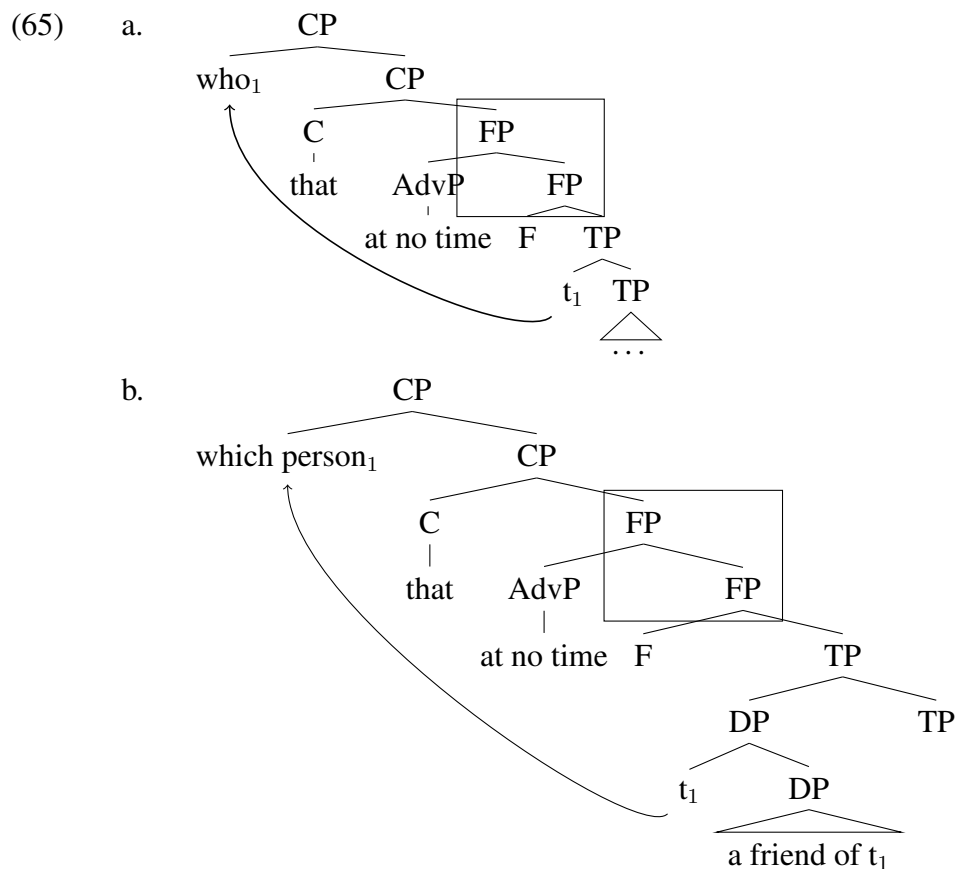 (65) a. CP
who₁ CP
C FP
that AdvP FP
at no time F TP
t₁ TP
...
b. CP
which person₁ CP
C FP
that AdvP FP
at no time F TP
DP TP
t₁ DP
a friend of t₁